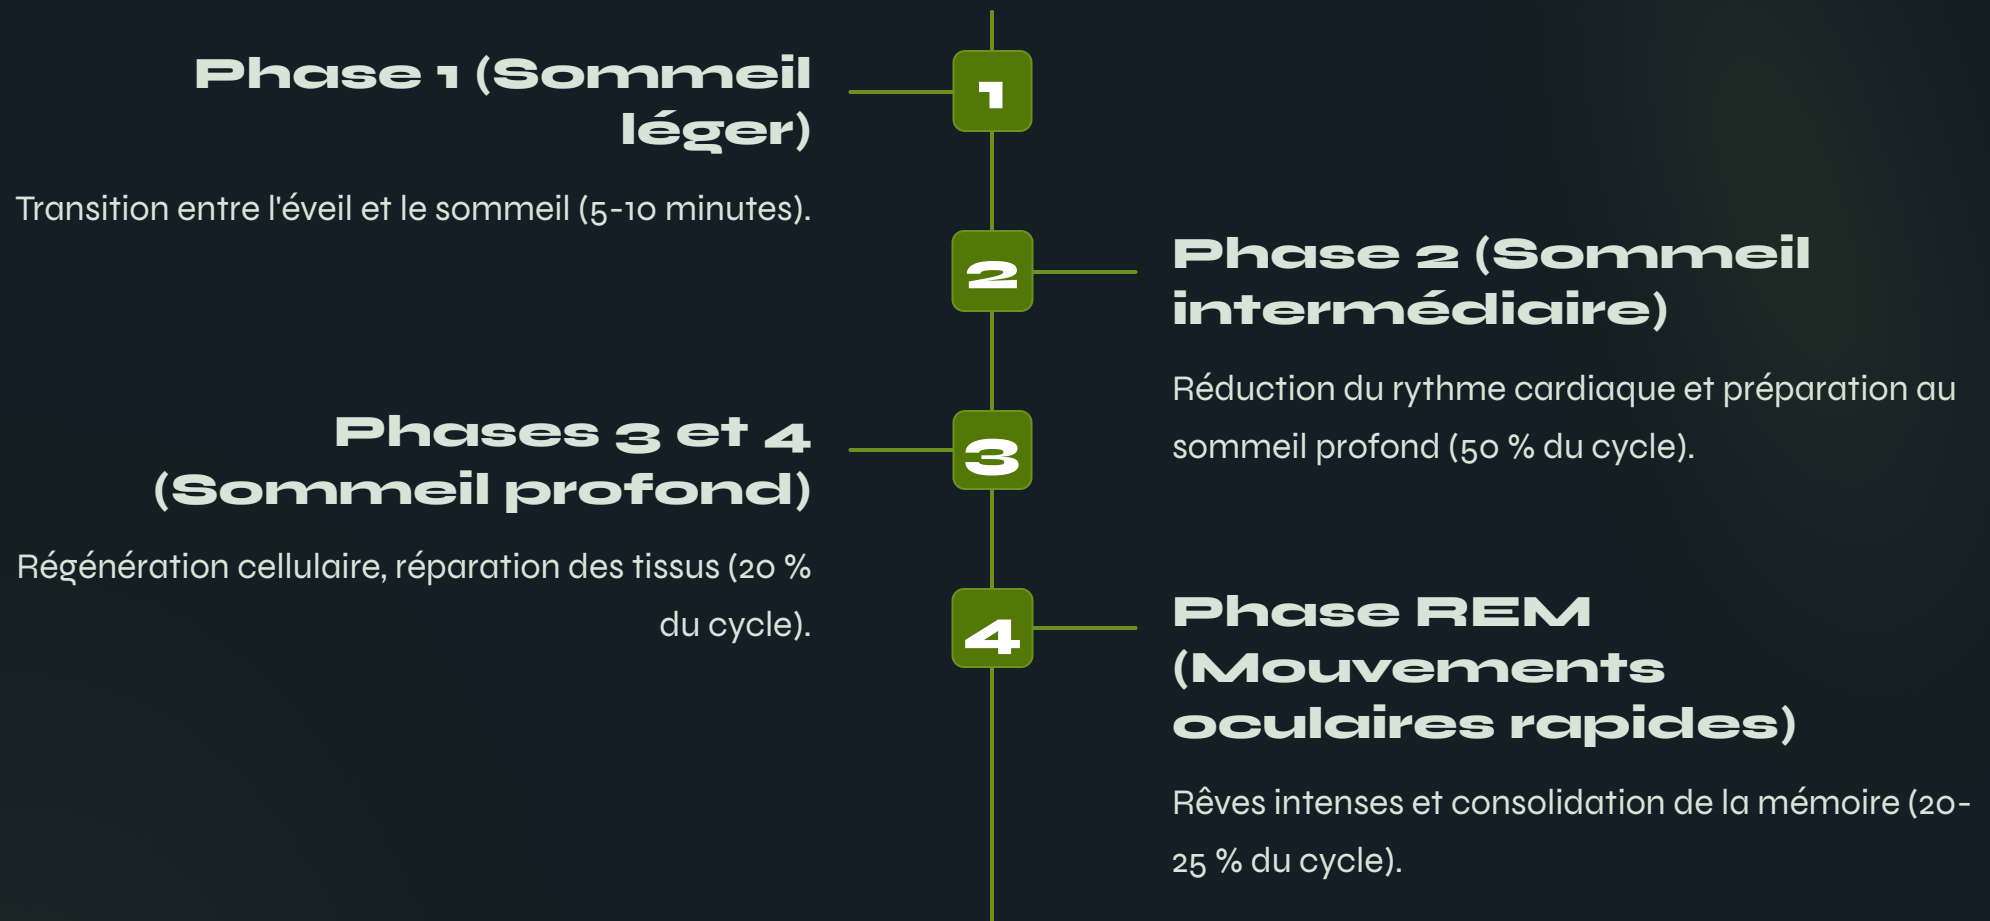 Phase 1 (Sommeil
léger)
Transition entre l'éveil et le sommeil (5-10 minutes).
1
2
Phase 2 (Sommeil
intermédiaire)
Réduction du rythme cardiaque et préparation au
sommeil profond (50 % du cycle).
Phases 3 et 4
(Sommeil profond)
Régénération cellulaire, réparation des tissus (20 %
du cycle).
3
4
Phase REM
(Mouvements
oculaires rapides)
Rêves intenses et consolidation de la mémoire (20-
25 % du cycle).